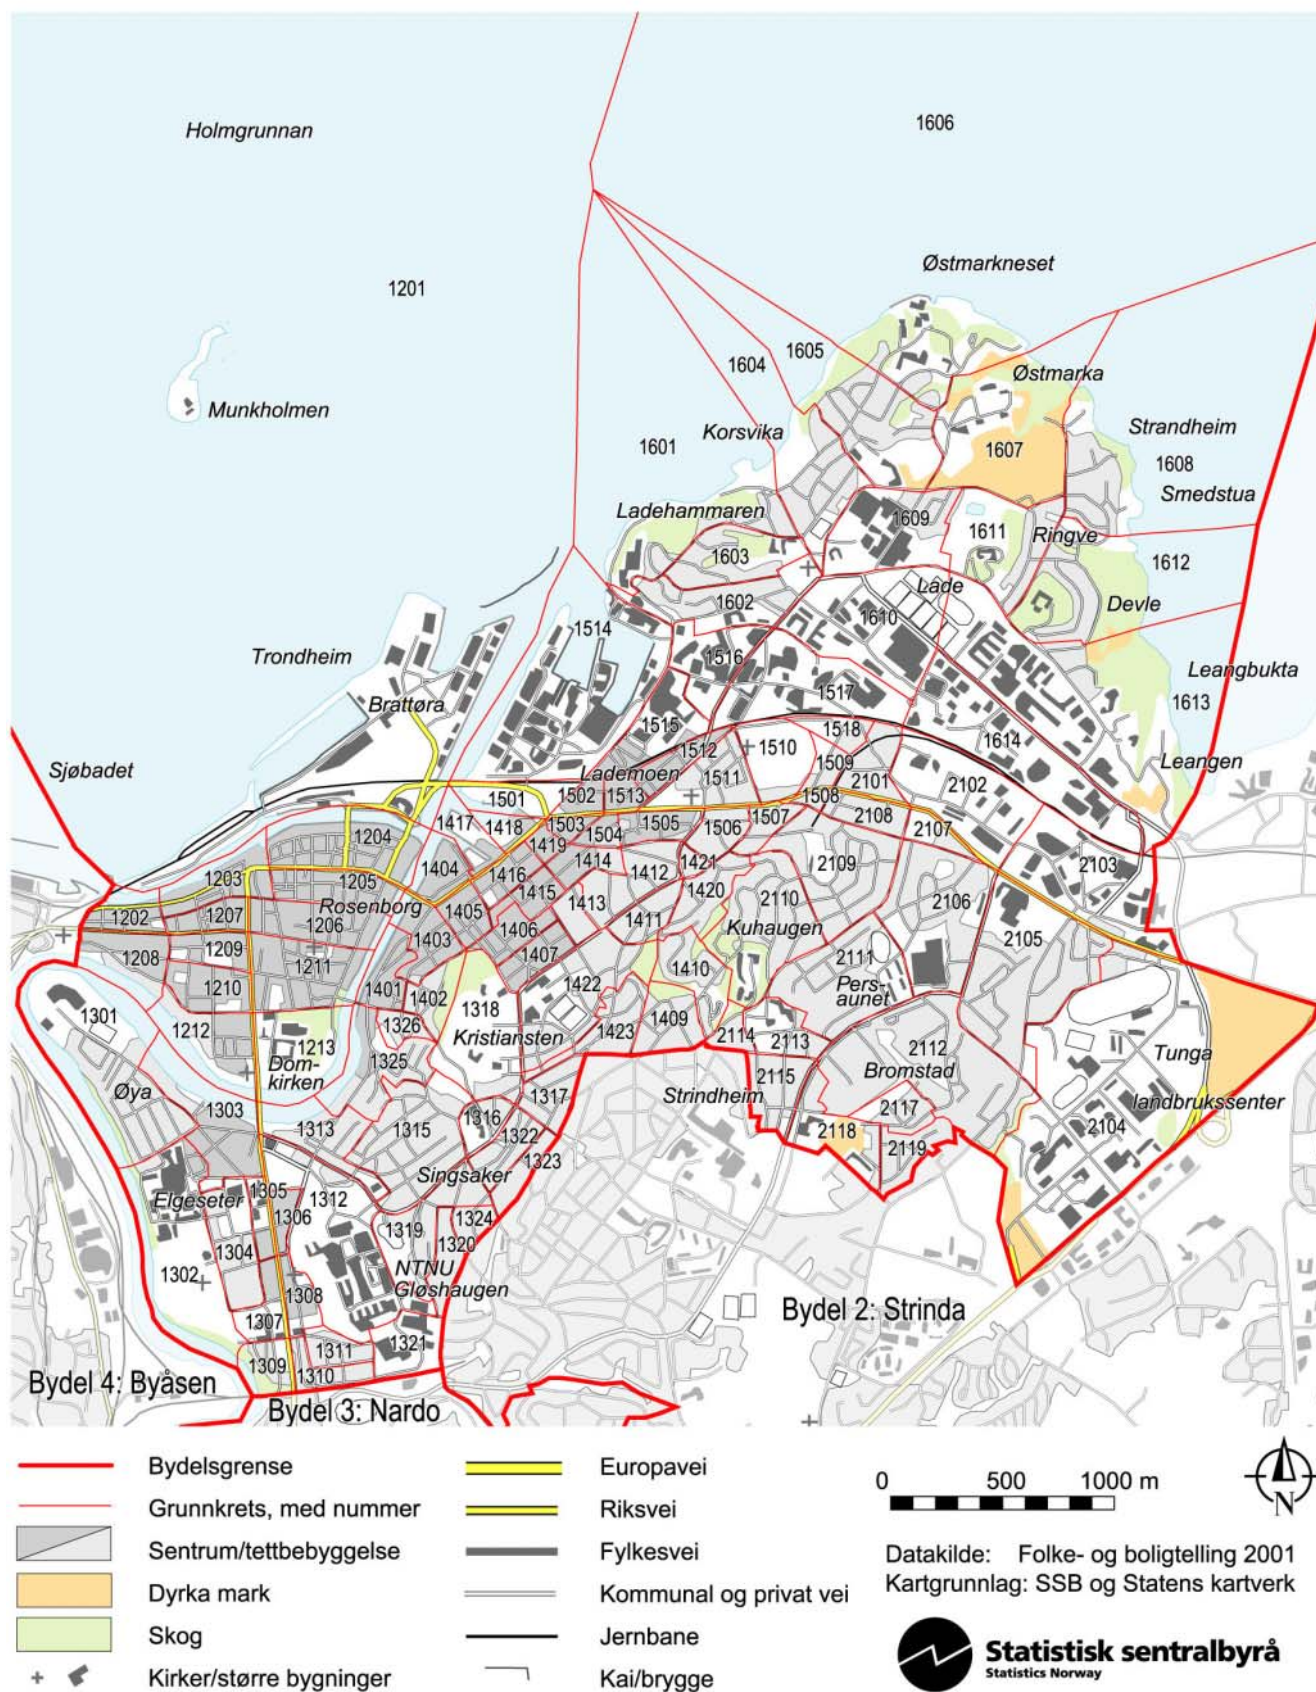 Holmgrunnan
1606
Østmarkneset
1201
1605
1604
Østmarka
Munkholmen
Korsvika
Strandheim
1601
1607
1608
Smedstua
Ladehammaren
1609
1611
Ringve
1603
1612
Lade
Devle
1602
1610
1514
Trondheim
1516
Leangbukta
Brattøra
1517
1613
1515
1518
1614
Sjøbadet
1512
1510
Lademoen
1511
1509
Leangen
2101
2102
1501
1502
1513
1508
1417
1418
1503
1505
1507
2108
1204
1504
1506
2107
1419
1404
1414
1421
2109
2103
1203
1205
1416
1412
1420
1415
Rosenborg
1405
1413
2110
2106
1202
1207
1206
1411
1406
Kuhaugen
1403
2105
1208
1209
1211
1407
1410
2111
1210
1401
1402
1422
Pers-
aunet
1301
1318
1409
1212
1326
Kristiansten
1423
2114
2113
2112
1213
Dom-
kirken
1325
Tunga
Bromstad
Øya
2115
1317
Strindheim
landbrukssenter
1303
1316
2117
1313
1315
1322
2118
2104
2119
1323
Singsaker
1305
1312
Elgeseter
1306
1319
1324
1304
1320
NTNU
Gløshaugen
1302
1308
1307
1321
Bydel 2: Strinda
1311
1309
1310
Bydel 4: Byåsen
Bydel 3: Nardo
Bydelsgrense
Grunnkrets, med nummer
Sentrum/tettbebyggelse
Dyrka mark
Skog
Kirker/større bygninger
Europavei
Riksvei
Fylkesvei
Kommunal og privat vei
Jernbane
Kai/brygge
0 500 1000 m
N
Datakilde: Folke- og boligtelling 2001
Kartgrunnlag: SSB og Statens kartverk
Statistisk sentralbyrå
Statistics Norway